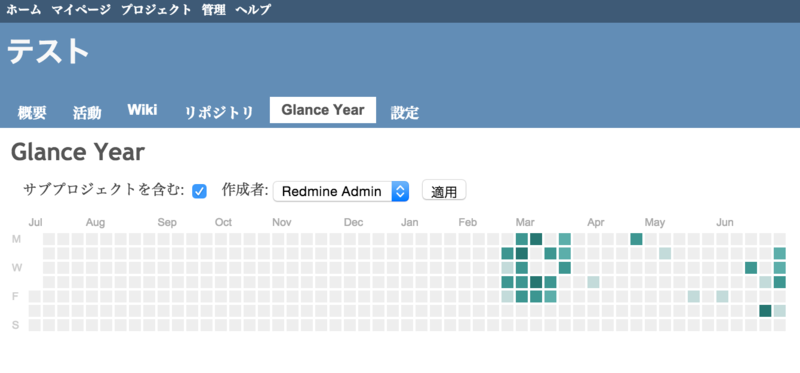 ホーム マイページ プロジェクト 管理 ヘルプ
テスト
概要 活動 Wiki リポジトリ Glance Year 設定
Glance Year
サブプロジェクトを含む: 作成者: Redmine Admin 適用
Jul Aug Sep Oct Nov Dec Jan Feb Mar Apr May Jun
M
W
F
S